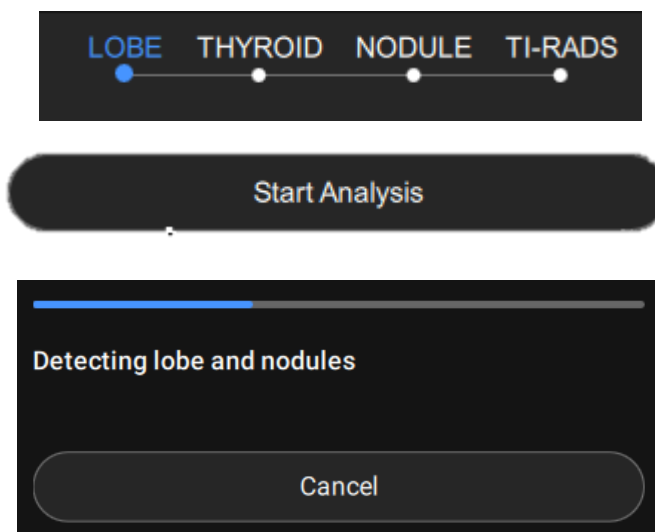 LOBE THYROID NODULE TI-RADS
Start Analysis
Detecting lobe and nodules
Cancel